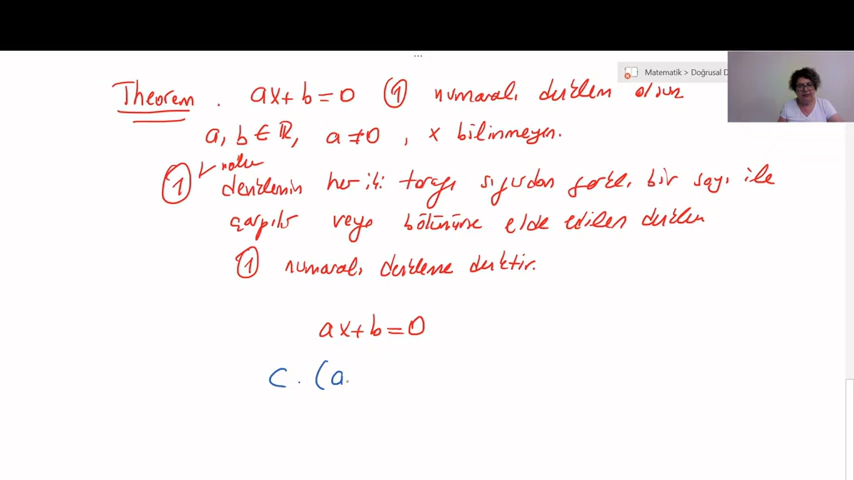 Matematik > Doğrusal D
Theorem. ax+b=0 ① numaralı denklem olsun
a, b ∈ ℝ, a≠0, x bilinmeyen.
① nolu denklemin her iki tarafı sıfırdan farklı bir sayı ile
çarpılır veya bölünürse elde edilen denklem
① numaralı denkleme denktir.
ax+b=0
C. (a.